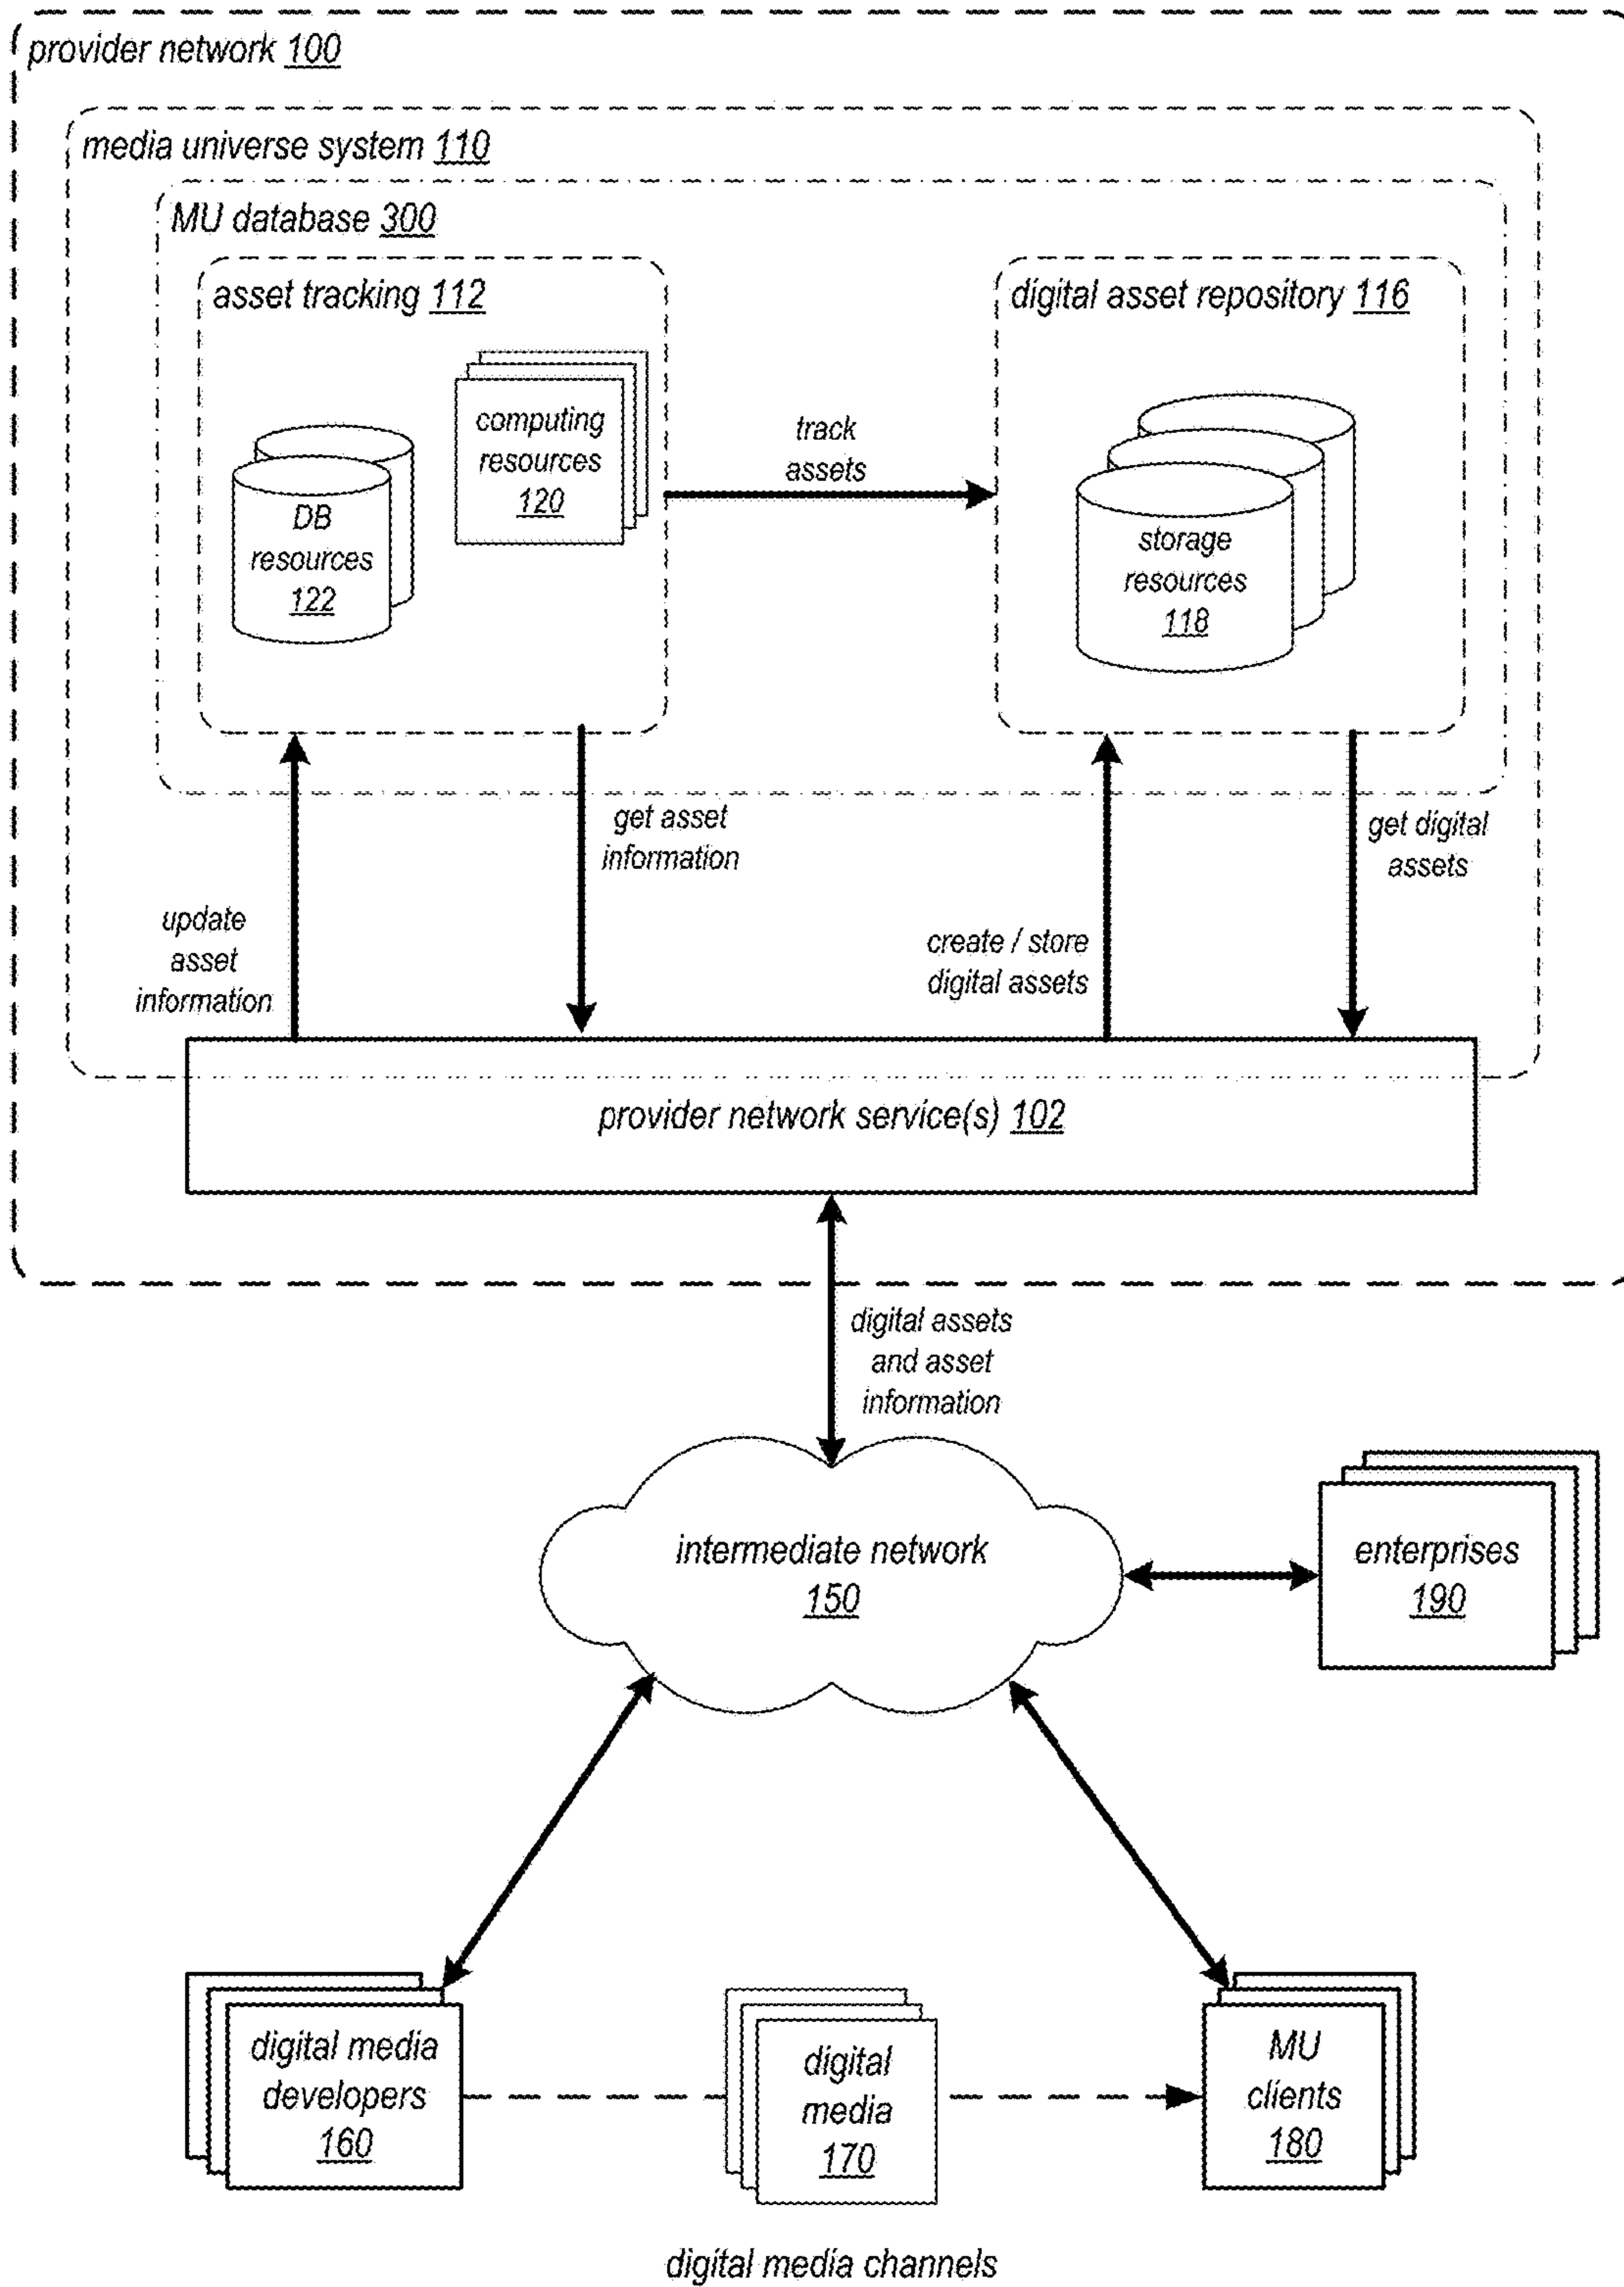 provider network 100
media universe system 110
MU database 300
asset tracking 112
digital asset repository 116
computing
resources
120
DB
resources
122
track
assets
storage
resources
118
get asset
information
get digital
assets
update
asset
information
create / store
digital assets
provider network service(s) 102
digital assets
and asset
information
intermediate network
150
enterprises
190
digital media
developers
160
digital
media
170
MU
clients
180
digital media channels